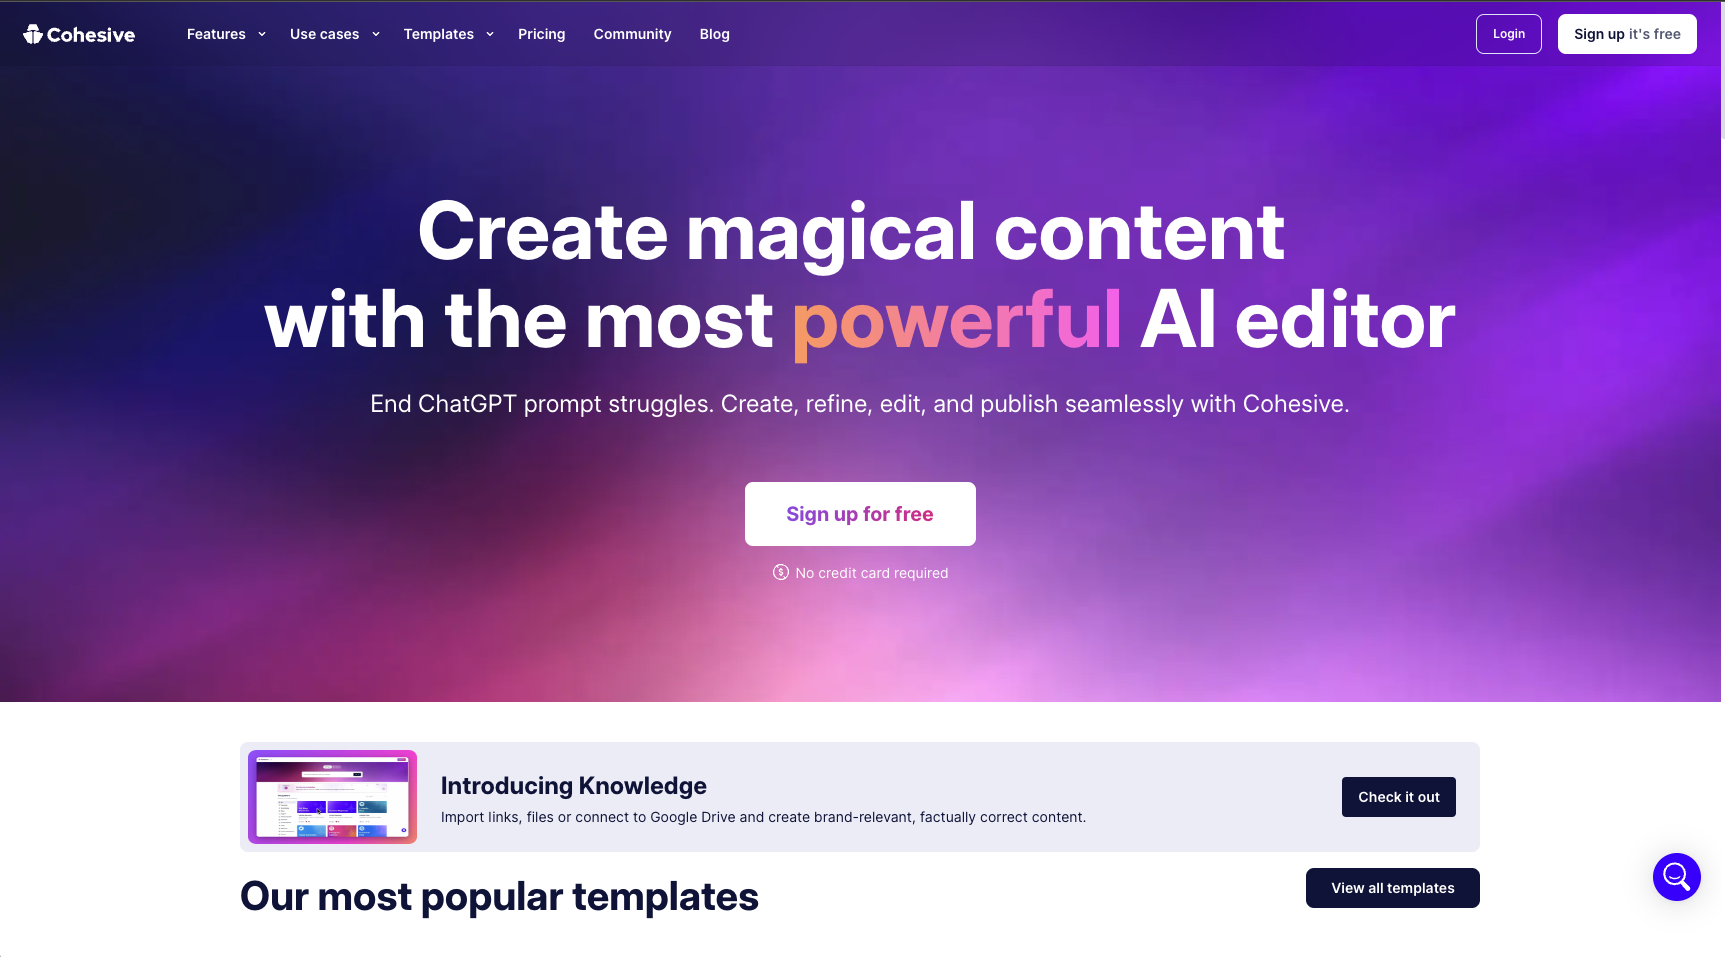 Cohesive
Features
Use cases
Templates
Pricing
Community
Blog
Login
Sign up it's free
Create magical content
with the most powerful AI editor
End ChatGPT prompt struggles. Create, refine, edit, and publish seamlessly with Cohesive.
Sign up for free
No credit card required
Introducing Knowledge
Import links, files or connect to Google Drive and create brand-relevant, factually correct content.
Check it out
Our most popular templates
View all templates